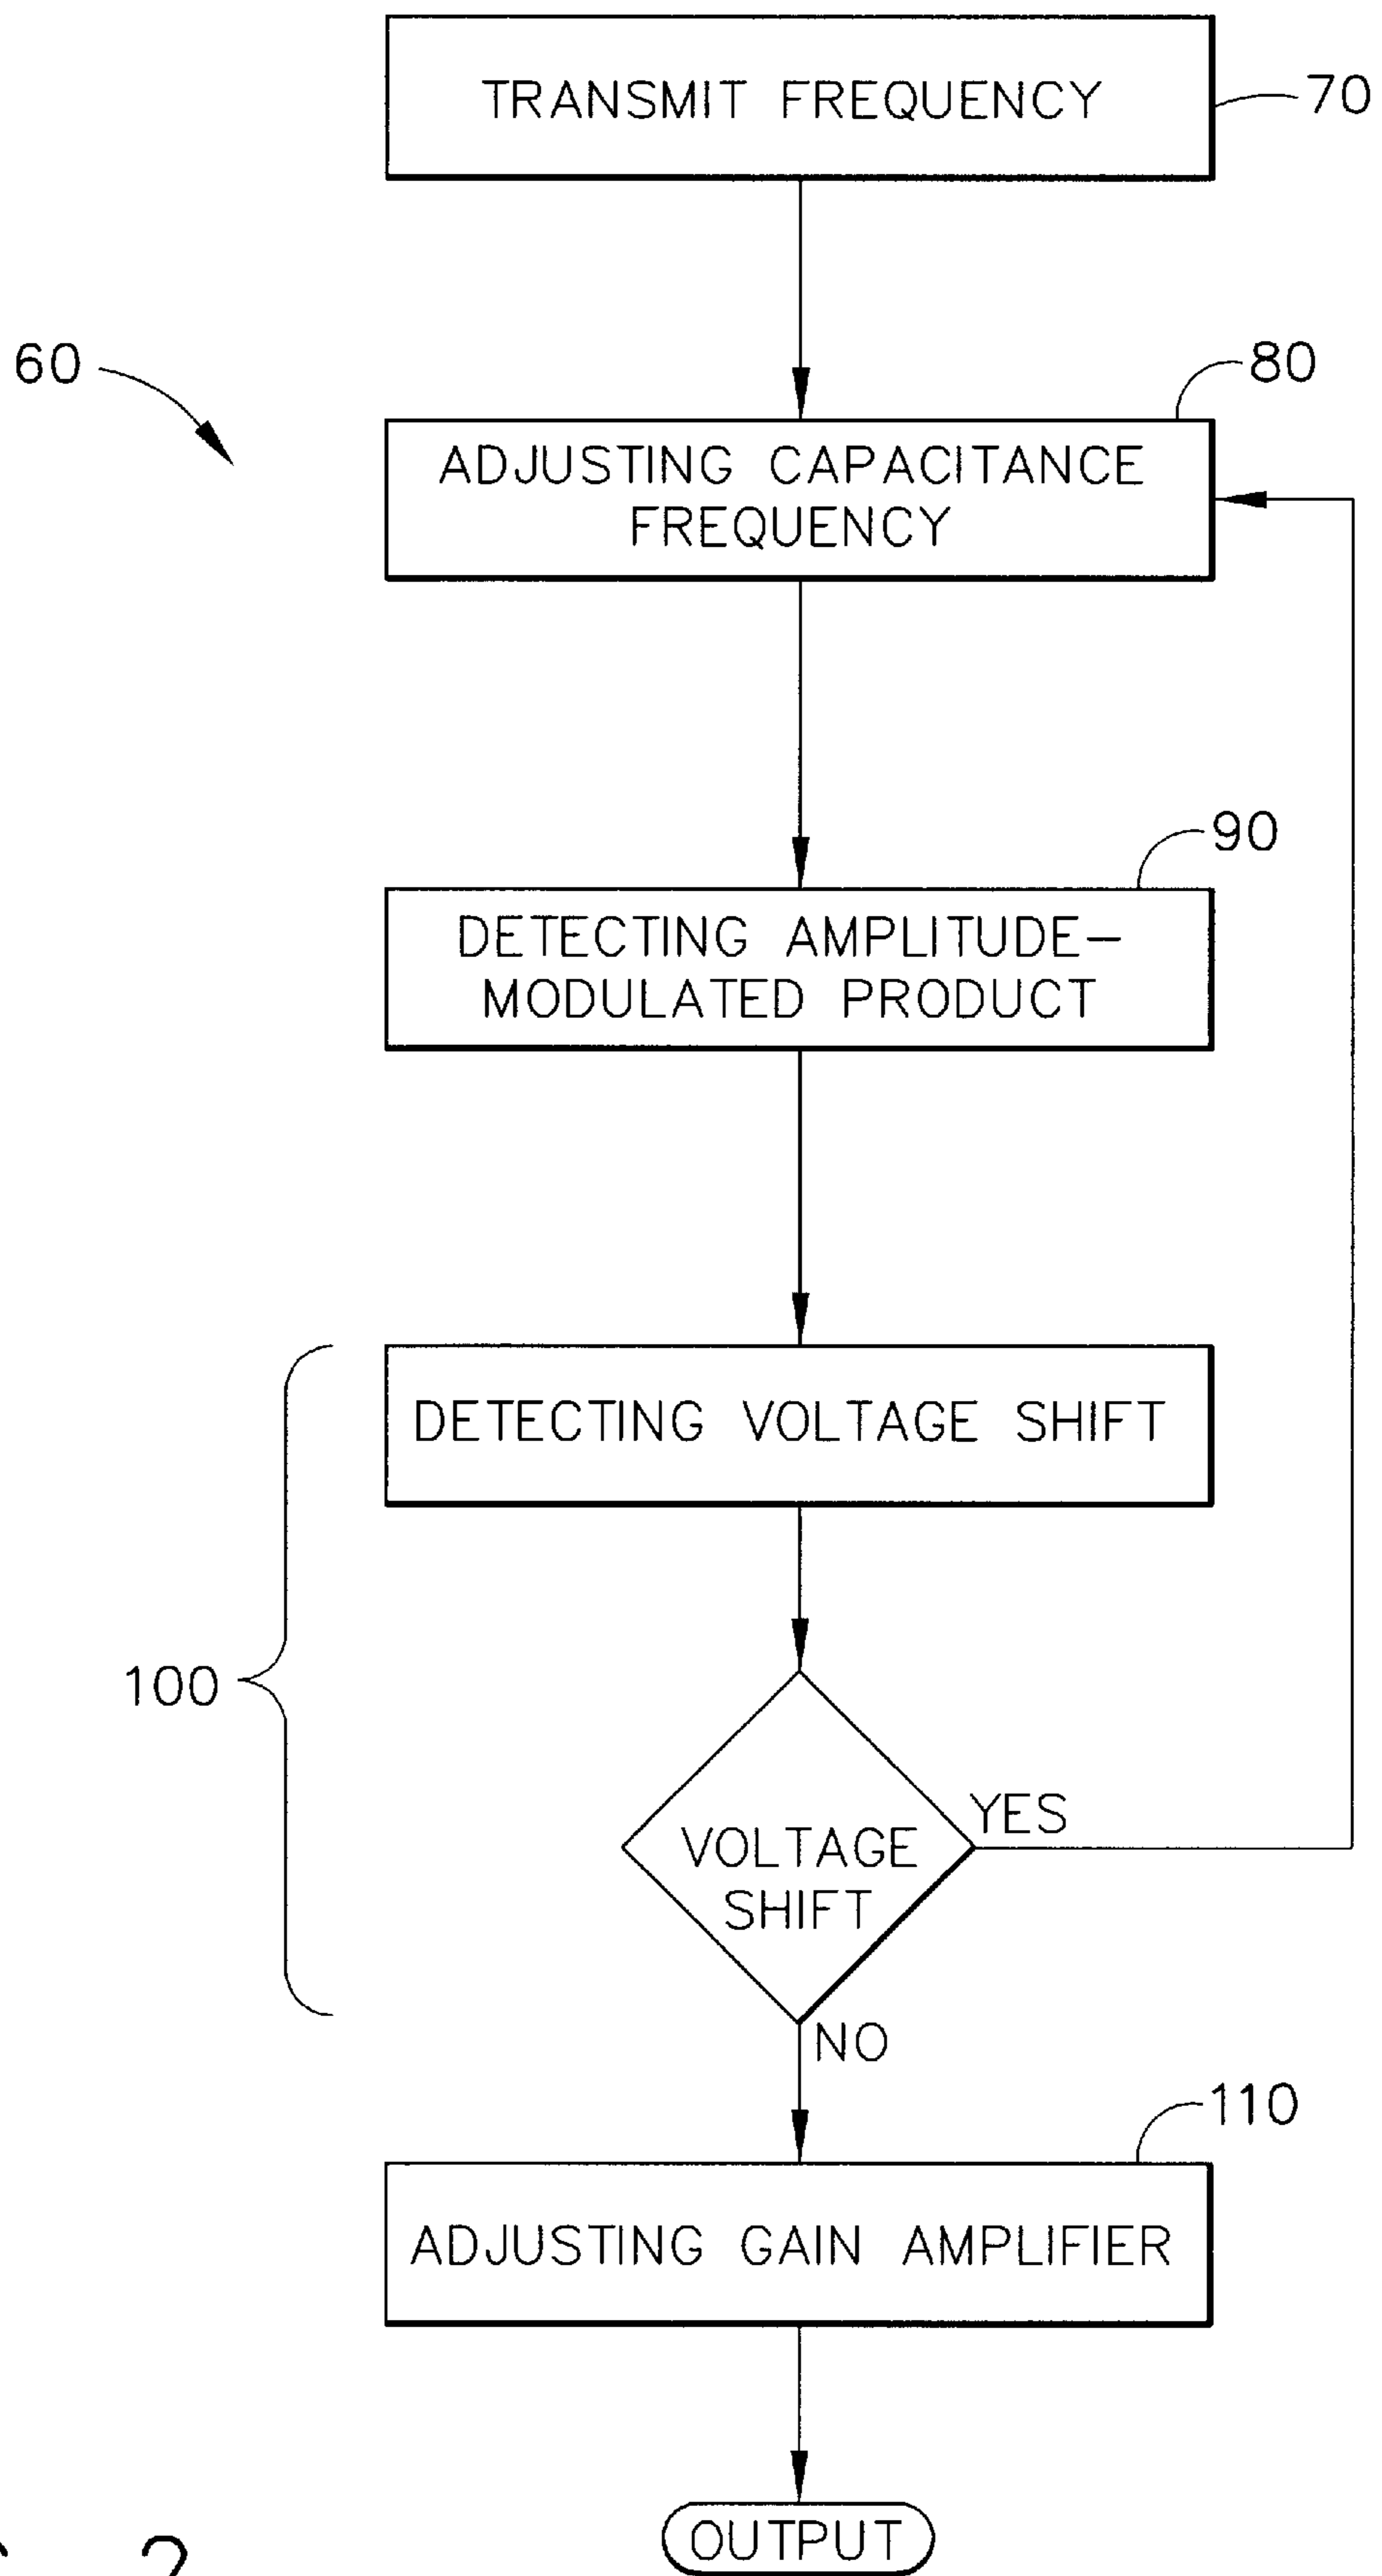 TRANSMIT FREQUENCY
70
60
80
ADJUSTING CAPACITANCE
FREQUENCY
90
DETECTING AMPLITUDE–
MODULATED PRODUCT
DETECTING VOLTAGE SHIFT
100
YES
VOLTAGE
SHIFT
NO
110
ADJUSTING GAIN AMPLIFIER
OUTPUT
2